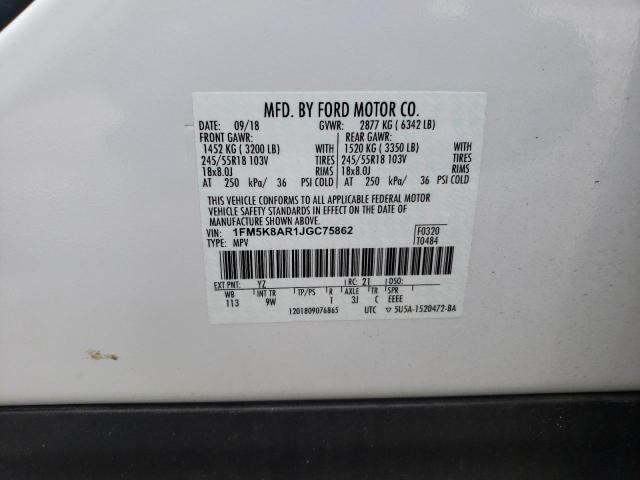 MFD. BY FORD MOTOR CO.
DATE: 09/18 GVWR: 2877 KG ( 6342 LB)
FRONT GAWR: REAR GAWR:
1452 KG ( 3200 LB) WITH 1520 KG ( 3350 LB) WITH
245/55R18 103V TIRES 245/55R18 103V TIRES
18x8.0J RIMS 18x8.0J RIMS
AT 250 kPa/ 36 PSI COLD AT 250 kPa/ 36 PSI COLD
THIS VEHICLE CONFORMS TO ALL APPLICABLE FEDERAL MOTOR
VEHICLE SAFETY STANDARDS IN EFFECT ON THE DATE OF
MANUFACTURE SHOWN ABOVE.
VIN: 1FM5K8AR1JGC75862 F0320
TYPE: MPV T0484
EXT PNT: YZ RC: 21 DSO:
WB INT TR TP/PS R AXLE TR SPR
113 9W 1 3J C EEEE
1201809076865 UTC ▽ 5U5A-1520472-BA